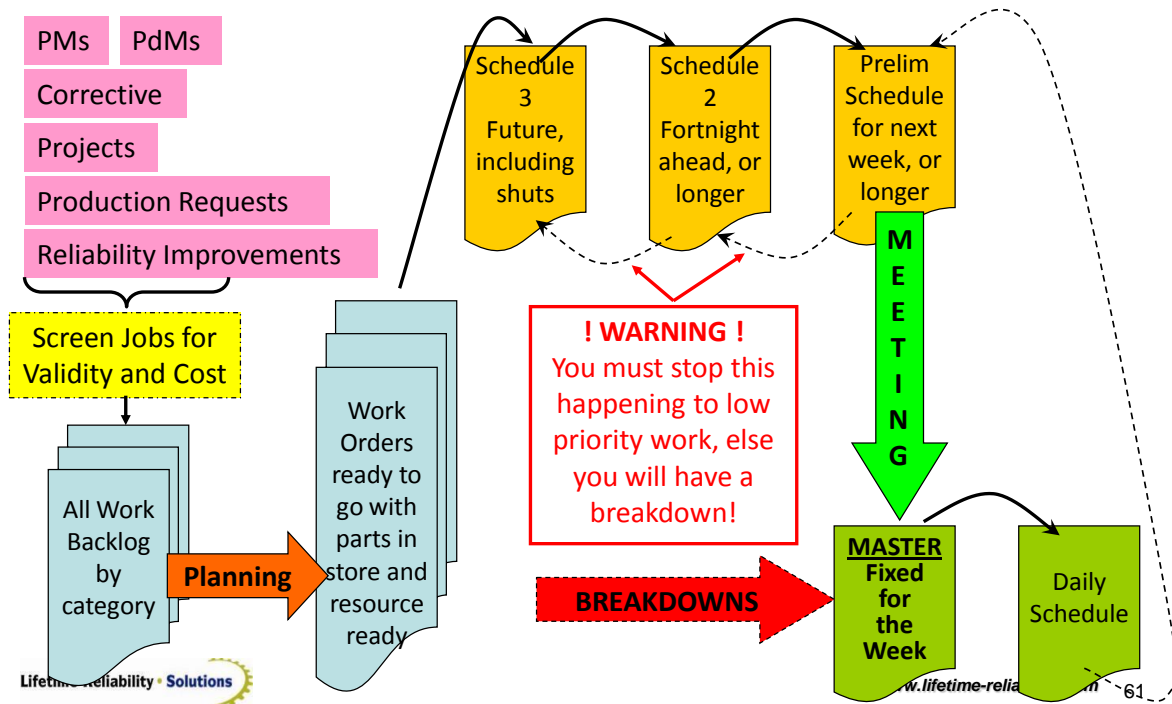 PMs
PdMs
Corrective
Projects
Production Requests
Reliability Improvements
Screen Jobs for
Validity and Cost
All Work
Backlog
by
category
Planning
Work
Orders
ready to
go with
parts in
store and
resource
ready
Schedule
3
Future,
including
shuts
Schedule
2
Fortnight
ahead, or
longer
Prelim
Schedule
for next
week, or
longer
! WARNING !
You must stop this
happening to low
priority work, else
you will have a
breakdown!
M
E
E
T
I
N
G
BREAKDOWNS
MASTER
Fixed
for
the
Week
Daily
Schedule
Lifetime Reliability • Solutions
61